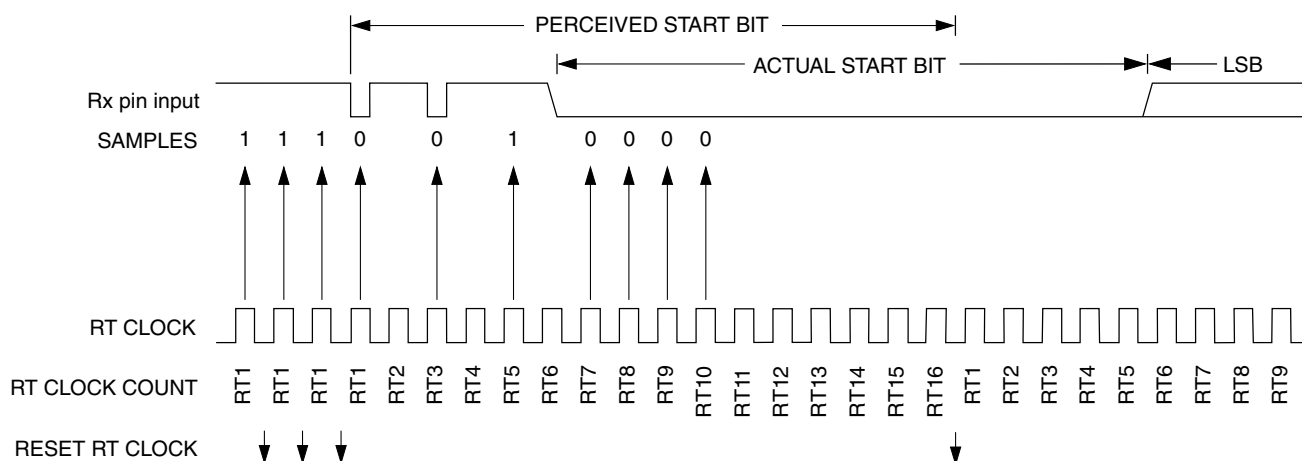 PERCEIVED START BIT
ACTUAL START BIT
LSB
Rx pin input
SAMPLES 1 1 1 0 0 1 0 0 0 0
RT CLOCK
RT CLOCK COUNT RT1 RT1 RT1 RT1 RT2 RT3 RT4 RT5 RT6 RT7 RT8 RT9 RT10 RT11 RT12 RT13 RT14 RT15 RT16 RT1 RT2 RT3 RT4 RT5 RT6 RT7 RT8 RT9
RESET RT CLOCK